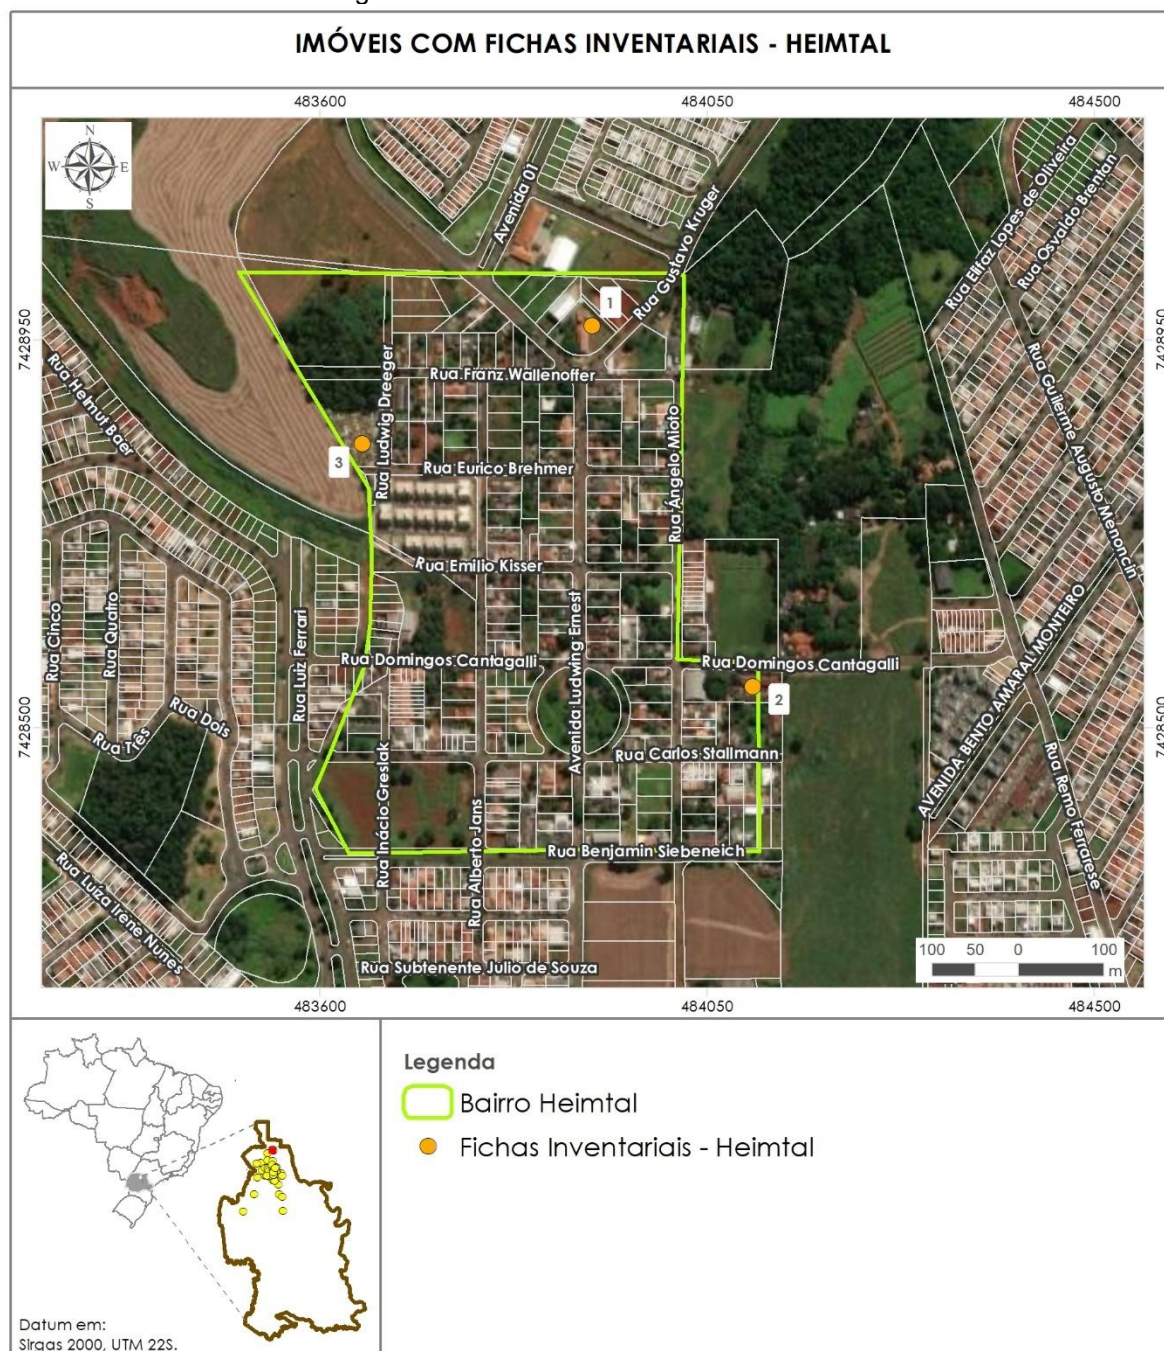 IMÓVEIS COM FICHAS INVENTARIAIS - HEIMTAL
483600
484050
484500
N
W
E
S
Avenida 01
Rua Gustavo Kruger
Rua Elifaz Lopes de Oliveira
Rua Osvaldo Brentan
1
7428950
7428950
Rua Helmut Baer
Rua Ludwig Dreeger
Rua Franz Wallenoffer
Rua Guilerme Augusto Menoncin
Rua Ângelo Mioto
3
Rua Eurico Brehmer
Rua Emilio Kisser
Rua Cinco
Rua Quatro
Rua Luiz Ferrari
Avenida Ludwing Ernest
Rua Domingos Cantagalli
Rua Domingos Cantagalli
AVENIDA BENTO AMARAL MONTEIRO
2
Rua Dois
Rua Três
7428500
7428500
Rua Carlos Stallmann
Rua Inácio Greslak
Rua Alberto Jans
Rua Remo Ferrarese
Rua Benjamin Siebeneich
Rua Luíza Irene Nunes
Rua Subtenente Julio de Souza
100 50 0 100
m
483600
484050
484500
Legenda
Bairro Heimtal
Fichas Inventariais - Heimtal
Datum em:
Sirgas 2000, UTM 22S.